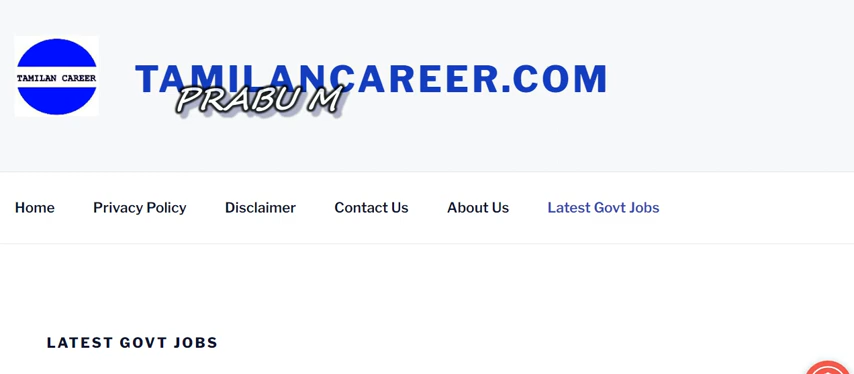 TAMILAN CAREER
TAMILANCAREER.COM
PRABU M
Home Privacy Policy Disclaimer Contact Us About Us Latest Govt Jobs
LATEST GOVT JOBS